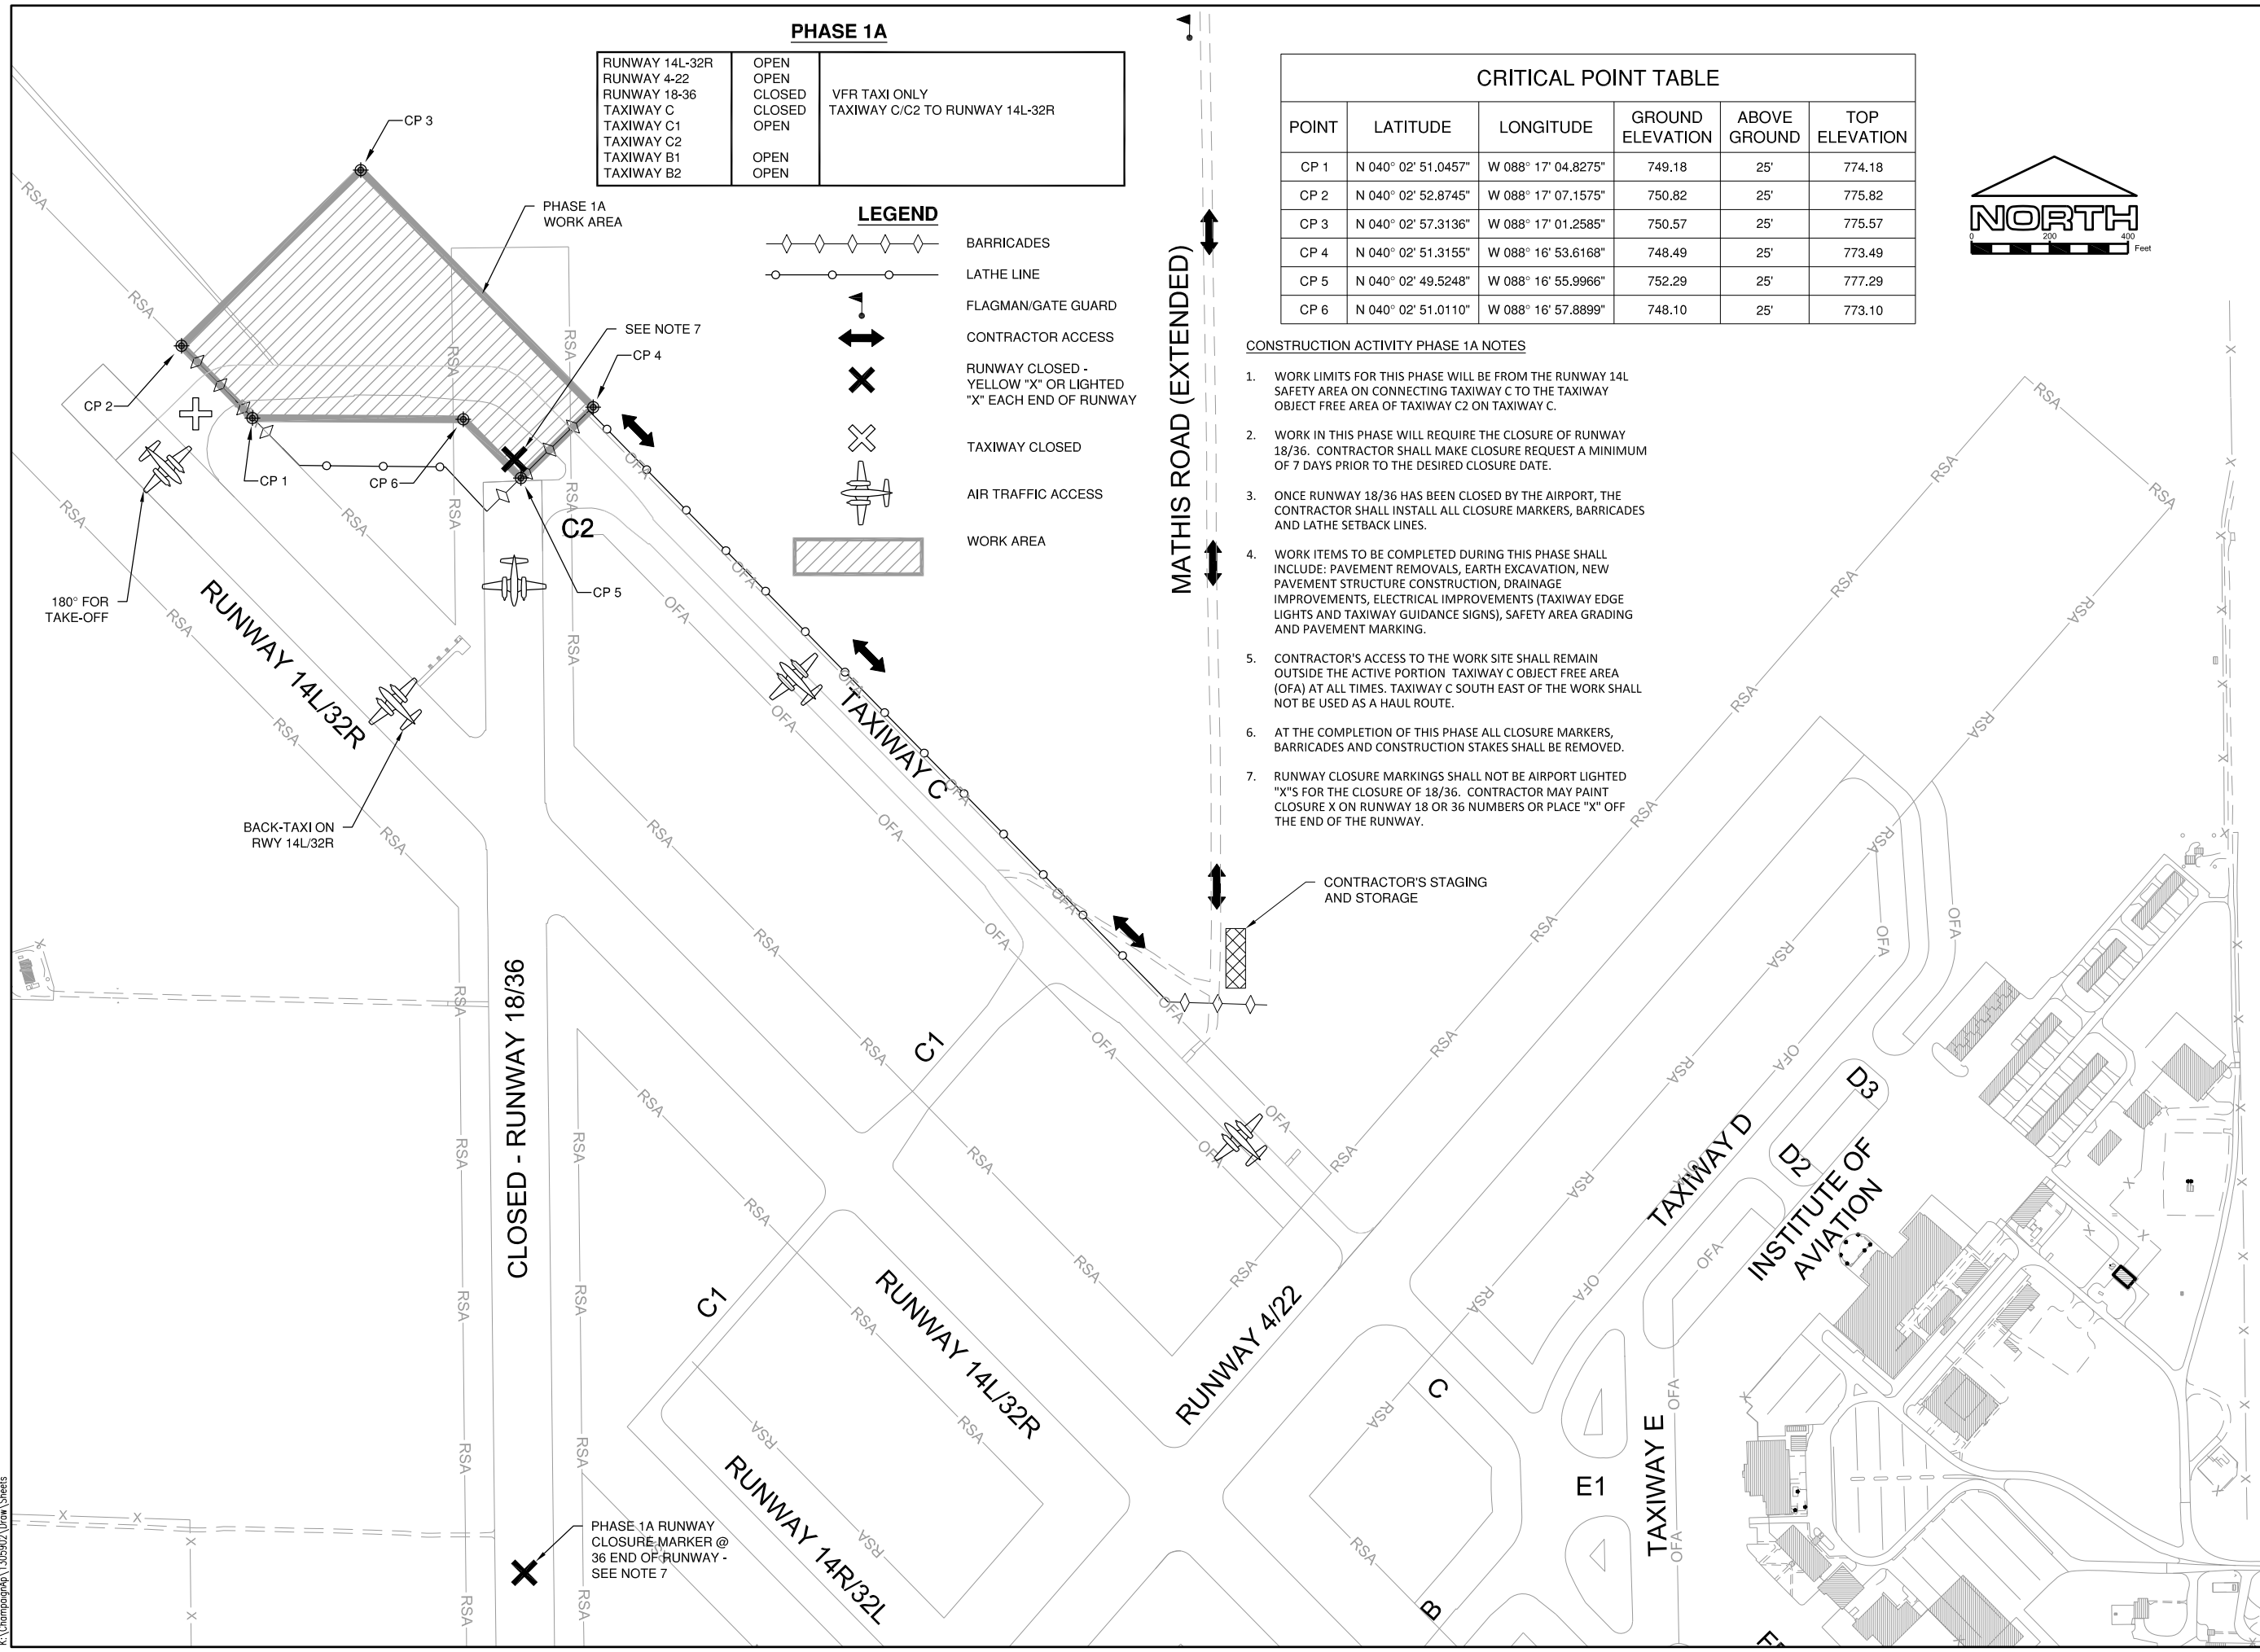 PHASE 1A
RUNWAY 14L-32R OPEN
RUNWAY 4-22 OPEN
RUNWAY 18-36 CLOSED VFR TAXI ONLY
TAXIWAY C CLOSED TAXIWAY C/C2 TO RUNWAY 14L-32R
TAXIWAY C1 OPEN
TAXIWAY C2
TAXIWAY B1 OPEN
TAXIWAY B2 OPEN
LEGEND
BARRICADES
LATHE LINE
FLAGMAN/GATE GUARD
CONTRACTOR ACCESS
RUNWAY CLOSED -
YELLOW "X" OR LIGHTED
"X" EACH END OF RUNWAY
TAXIWAY CLOSED
AIR TRAFFIC ACCESS
WORK AREA
CRITICAL POINT TABLE
POINT LATITUDE LONGITUDE GROUND ELEVATION ABOVE GROUND TOP ELEVATION
CP 1 N 040° 02' 51.0457" W 088° 17' 04.8275" 749.18 25' 774.18
CP 2 N 040° 02' 52.8745" W 088° 17' 07.1575" 750.82 25' 775.82
CP 3 N 040° 02' 57.3136" W 088° 17' 01.2585" 750.57 25' 775.57
CP 4 N 040° 02' 51.3155" W 088° 16' 53.6168" 748.49 25' 773.49
CP 5 N 040° 02' 49.5248" W 088° 16' 55.9966" 752.29 25' 777.29
CP 6 N 040° 02' 51.0110" W 088° 16' 57.8899" 748.10 25' 773.10
NORTH
0 200 400
Feet
CONSTRUCTION ACTIVITY PHASE 1A NOTES
1. WORK LIMITS FOR THIS PHASE WILL BE FROM THE RUNWAY 14L
SAFETY AREA ON CONNECTING TAXIWAY C TO THE TAXIWAY
OBJECT FREE AREA OF TAXIWAY C2 ON TAXIWAY C.
2. WORK IN THIS PHASE WILL REQUIRE THE CLOSURE OF RUNWAY
18/36. CONTRACTOR SHALL MAKE CLOSURE REQUEST A MINIMUM
OF 7 DAYS PRIOR TO THE DESIRED CLOSURE DATE.
3. ONCE RUNWAY 18/36 HAS BEEN CLOSED BY THE AIRPORT, THE
CONTRACTOR SHALL INSTALL ALL CLOSURE MARKERS, BARRICADES
AND LATHE SETBACK LINES.
4. WORK ITEMS TO BE COMPLETED DURING THIS PHASE SHALL
INCLUDE: PAVEMENT REMOVALS, EARTH EXCAVATION, NEW
PAVEMENT STRUCTURE CONSTRUCTION, DRAINAGE
IMPROVEMENTS, ELECTRICAL IMPROVEMENTS (TAXIWAY EDGE
LIGHTS AND TAXIWAY GUIDANCE SIGNS), SAFETY AREA GRADING
AND PAVEMENT MARKING.
5. CONTRACTOR'S ACCESS TO THE WORK SITE SHALL REMAIN
OUTSIDE THE ACTIVE PORTION TAXIWAY C OBJECT FREE AREA
(OFA) AT ALL TIMES. TAXIWAY C SOUTH EAST OF THE WORK SHALL
NOT BE USED AS A HAUL ROUTE.
6. AT THE COMPLETION OF THIS PHASE ALL CLOSURE MARKERS,
BARRICADES AND CONSTRUCTION STAKES SHALL BE REMOVED.
7. RUNWAY CLOSURE MARKINGS SHALL NOT BE AIRPORT LIGHTED
"X"S FOR THE CLOSURE OF 18/36. CONTRACTOR MAY PAINT
CLOSURE X ON RUNWAY 18 OR 36 NUMBERS OR PLACE "X" OFF
THE END OF THE RUNWAY.
CP 3
PHASE 1A
WORK AREA
SEE NOTE 7
CP 4
CP 2
CP 1
CP 6
CP 5
C2
180° FOR
TAKE-OFF
RUNWAY 14L/32R
BACK-TAXI ON
RWY 14L/32R
MATHIS ROAD (EXTENDED)
TAXIWAY C
CONTRACTOR'S STAGING
AND STORAGE
CLOSED - RUNWAY 18/36
C1
C1
RUNWAY 14L/32R
RUNWAY 4/22
RUNWAY 14R/32L
PHASE 1A RUNWAY
CLOSURE MARKER @
36 END OF RUNWAY -
SEE NOTE 7
TAXIWAY D
D3
D2
INSTITUTE OF
AVIATION
C
E1
TAXIWAY E
B
RSA
OFA
K:\ChampaignAp\1305902\Draw\Sheets